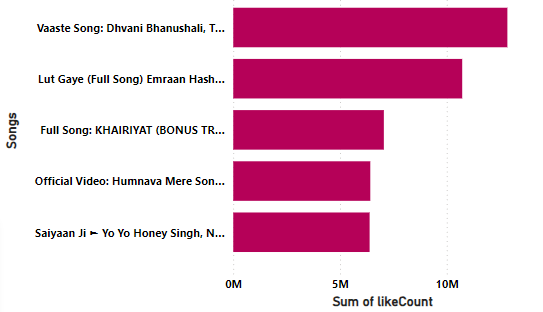 Songs
Vaaste Song: Dhvani Bhanushali, T...
Lut Gaye (Full Song) Emraan Hash...
Full Song: KHAIRIYAT (BONUS TR...
Official Video: Humnava Mere Son...
Saiyaan Ji ► Yo Yo Honey Singh, N...
0M 5M 10M
Sum of likeCount